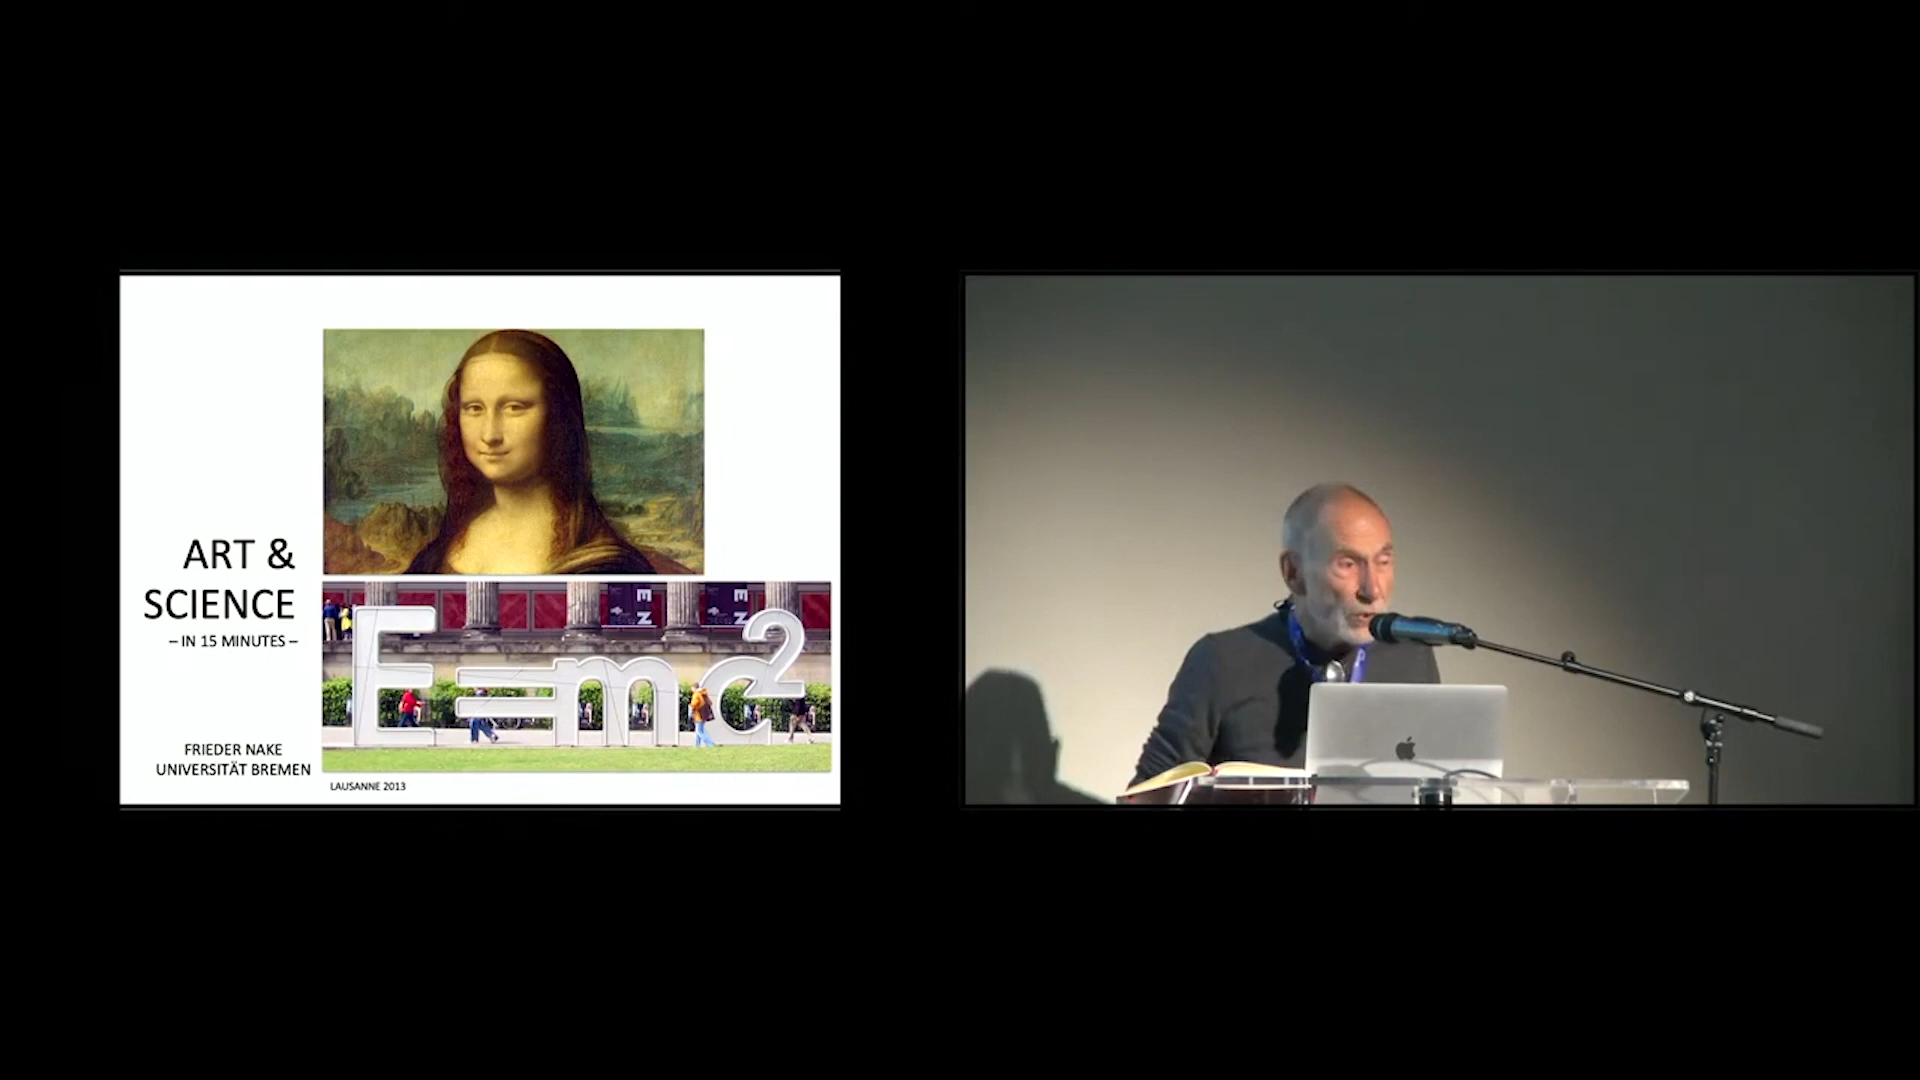 ART &
SCIENCE
– IN 15 MINUTES –
FRIEDER NAKE
UNIVERSITÄT BREMEN
E=mc²
LAUSANNE 2013